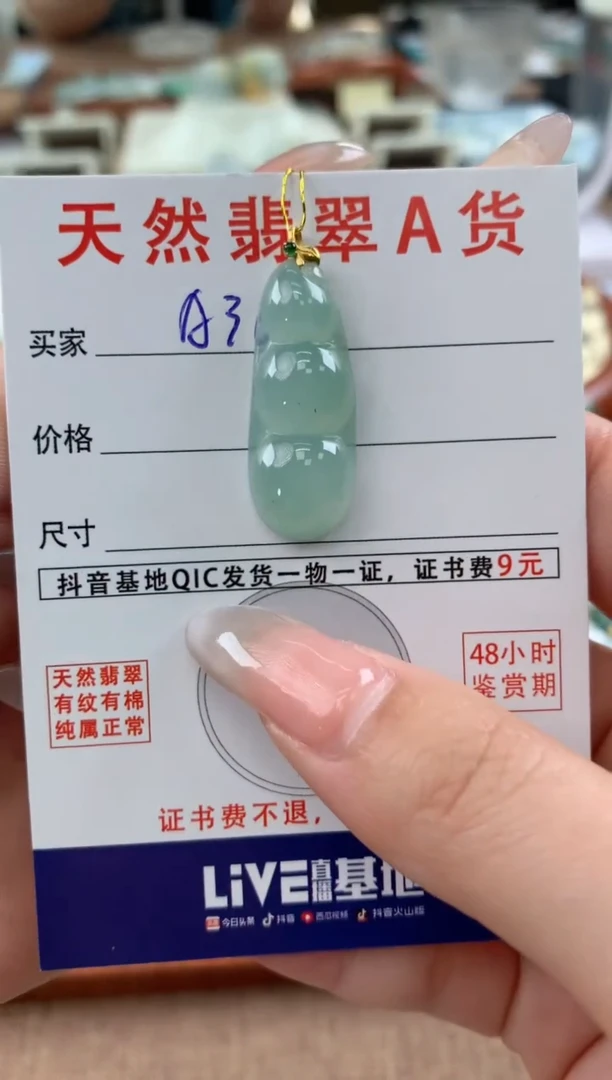 天然翡翠A货
买家 A3
价格
尺寸
抖音基地QIC发货一物一证，证书费9元
天然翡翠
有纹有棉
纯属正常
48小时
鉴赏期
证书费不退，
LiVE直播基地
今日头条 抖音 西瓜视频 抖音火山版